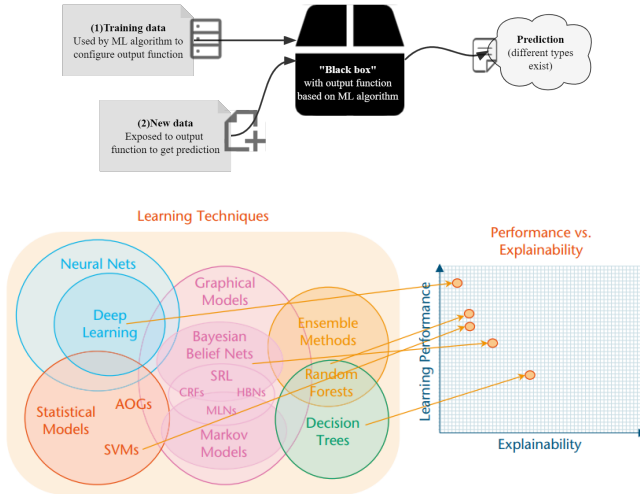 (1)Training data
Used by ML algorithm to
configure output function
"Black box"
with output function
based on ML algorithm
Prediction
(different types
exist)
(2)New data
Exposed to output
function to get prediction
Learning Techniques
Neural Nets
Deep
Learning
Graphical
Models
Bayesian
Belief Nets
SRL
CRFs
HBNs
MLNs
Markov
Models
Ensemble
Methods
Random
Forests
Decision
Trees
Statistical
Models
AOGs
SVMs
Performance vs.
Explainability
Learning Performance
Explainability